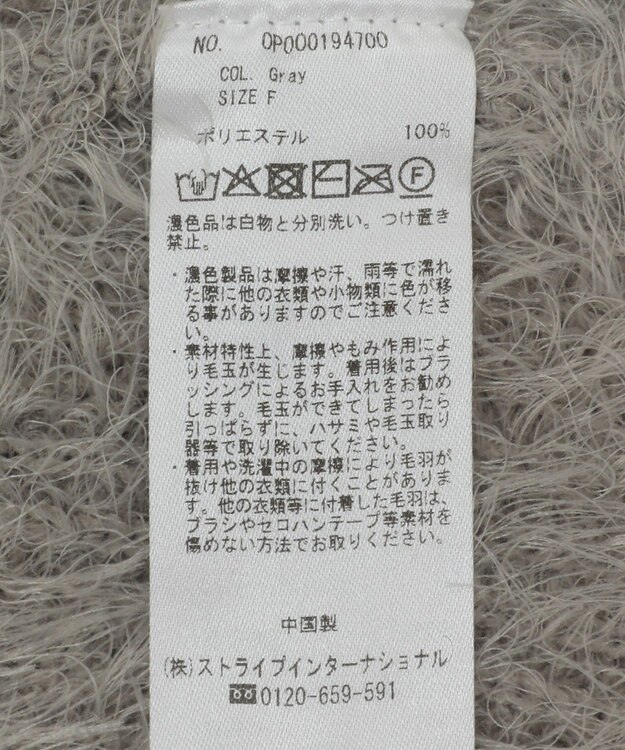 NO. OP000194700
COL. Gray
SIZE F
ポリエステル 100%
F
濃色品は白物と分別洗い。つけ置き
禁止。
・濃色製品は摩擦や汗、雨等で濡れ
た際に他の衣類や小物類に色が移
る事がありますのでご注意くださ
い。
・素材特性上、摩擦やもみ作用によ
り毛玉が生じます。着用後はブラ
ッシングによるお手入れをお勧め
します。毛玉ができてしまったら
引っぱらずに、ハサミや毛玉取り
器等で取り除いてください。
・着用や洗濯中の摩擦により毛羽が
抜け他の衣類に付くことがありま
す。他の衣類等に付着した毛羽は、
ブラシやセロハンテープ等素材を
傷めない方法でお取りください。
中国製
(株)ストライプインターナショナル
0120-659-591